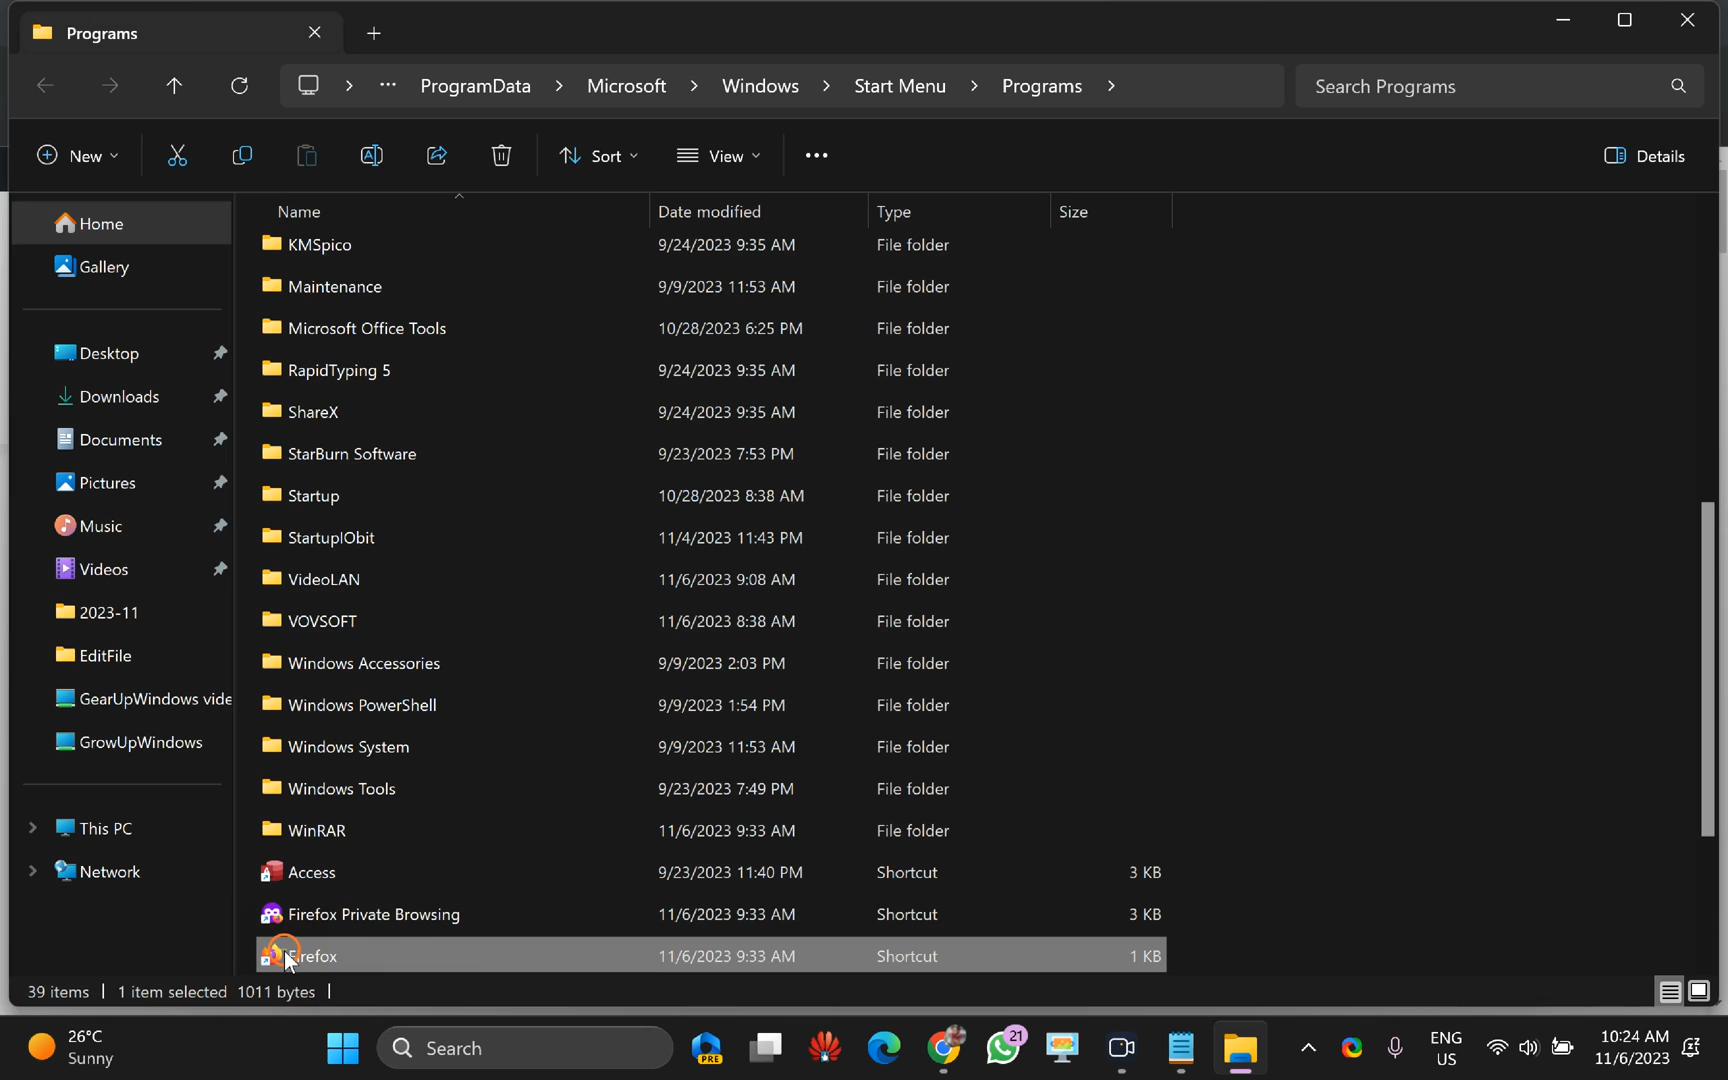 Programs
ProgramData > Microsoft > Windows > Start Menu > Programs >
Search Programs
New
Sort
View
Details
Name Date modified Type Size
KMSpico 9/24/2023 9:35 AM File folder
Maintenance 9/9/2023 11:53 AM File folder
Microsoft Office Tools 10/28/2023 6:25 PM File folder
RapidTyping 5 9/24/2023 9:35 AM File folder
ShareX 9/24/2023 9:35 AM File folder
StarBurn Software 9/23/2023 7:53 PM File folder
Startup 10/28/2023 8:38 AM File folder
StartupIObit 11/4/2023 11:43 PM File folder
VideoLAN 11/6/2023 9:08 AM File folder
VOVSOFT 11/6/2023 8:38 AM File folder
Windows Accessories 9/9/2023 2:03 PM File folder
Windows PowerShell 9/9/2023 1:54 PM File folder
Windows System 9/9/2023 11:53 AM File folder
Windows Tools 9/23/2023 7:49 PM File folder
WinRAR 11/6/2023 9:33 AM File folder
Access 9/23/2023 11:40 PM Shortcut 3 KB
Firefox Private Browsing 11/6/2023 9:33 AM Shortcut 3 KB
Firefox 11/6/2023 9:33 AM Shortcut 1 KB
Home
Gallery
Desktop
Downloads
Documents
Pictures
Music
Videos
2023-11
EditFile
GearUpWindows vide
GrowUpWindows
This PC
Network
39 items | 1 item selected 1011 bytes |
26°C
Sunny
Search
PRE
21
ENG
US
10:24 AM
11/6/2023